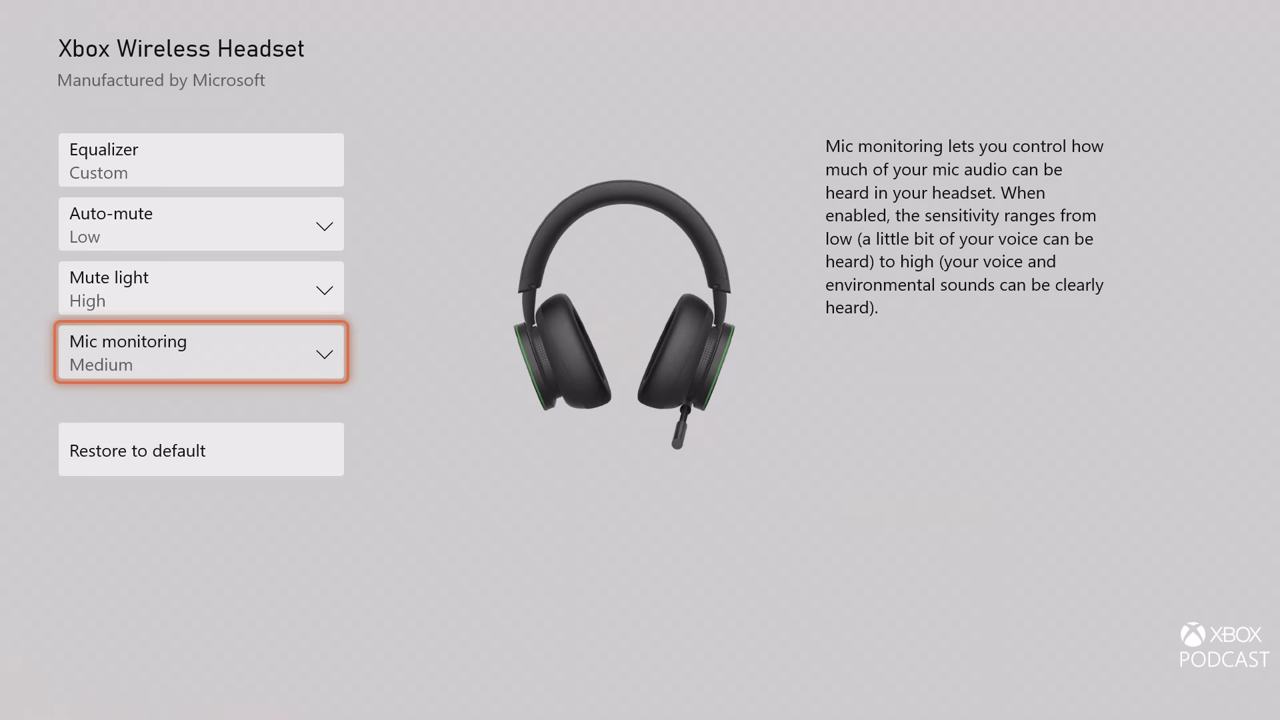 Xbox Wireless Headset
Manufactured by Microsoft
Equalizer
Custom
Auto-mute
Low
Mute light
High
Mic monitoring
Medium
Restore to default
Mic monitoring lets you control how
much of your mic audio can be
heard in your headset. When
enabled, the sensitivity ranges from
low (a little bit of your voice can be
heard) to high (your voice and
environmental sounds can be clearly
heard).
XBOX
PODCAST